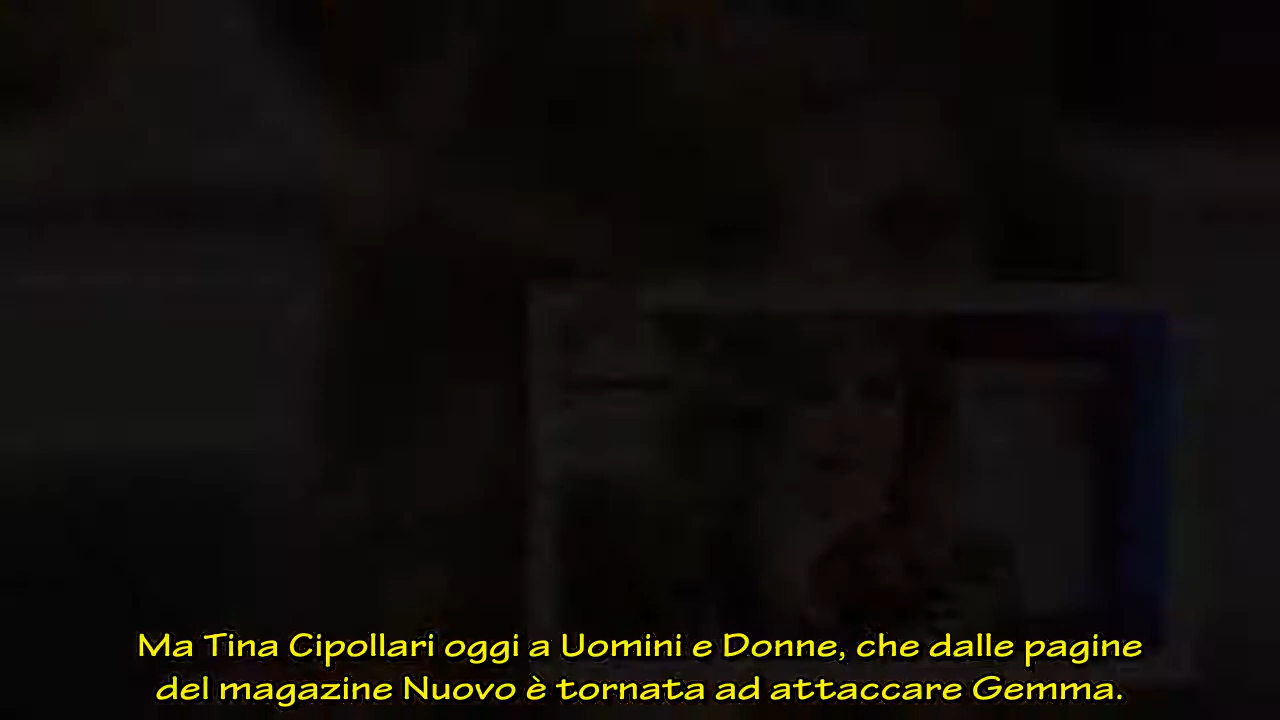 Ma Tina Cipollari oggi a Uomini e Donne, che dalle pagine
del magazine Nuovo è tornata ad attaccare Gemma.